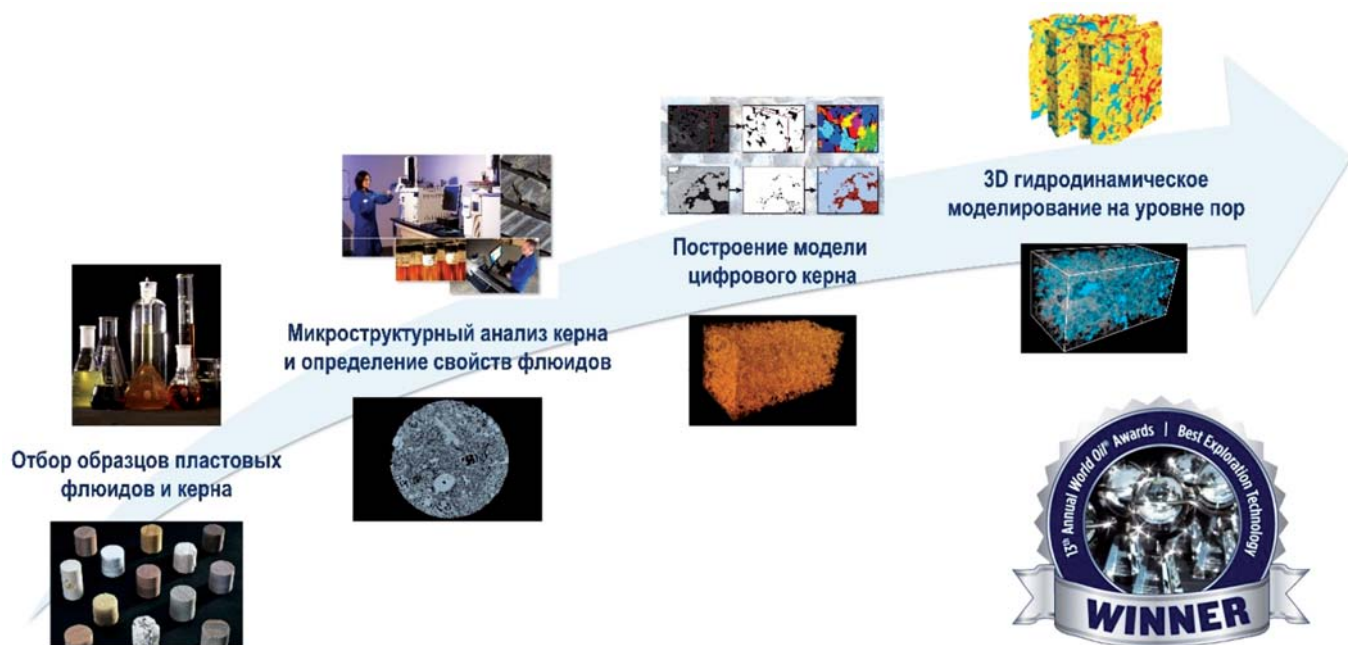 Отбор образцов пластовых
флюидов и керна
Микроструктурный анализ керна
и определение свойств флюидов
Построение модели
цифрового керна
3D гидродинамическое
моделирование на уровне пор
13th Annual World Oil® Awards | Best Exploration Technology
WINNER